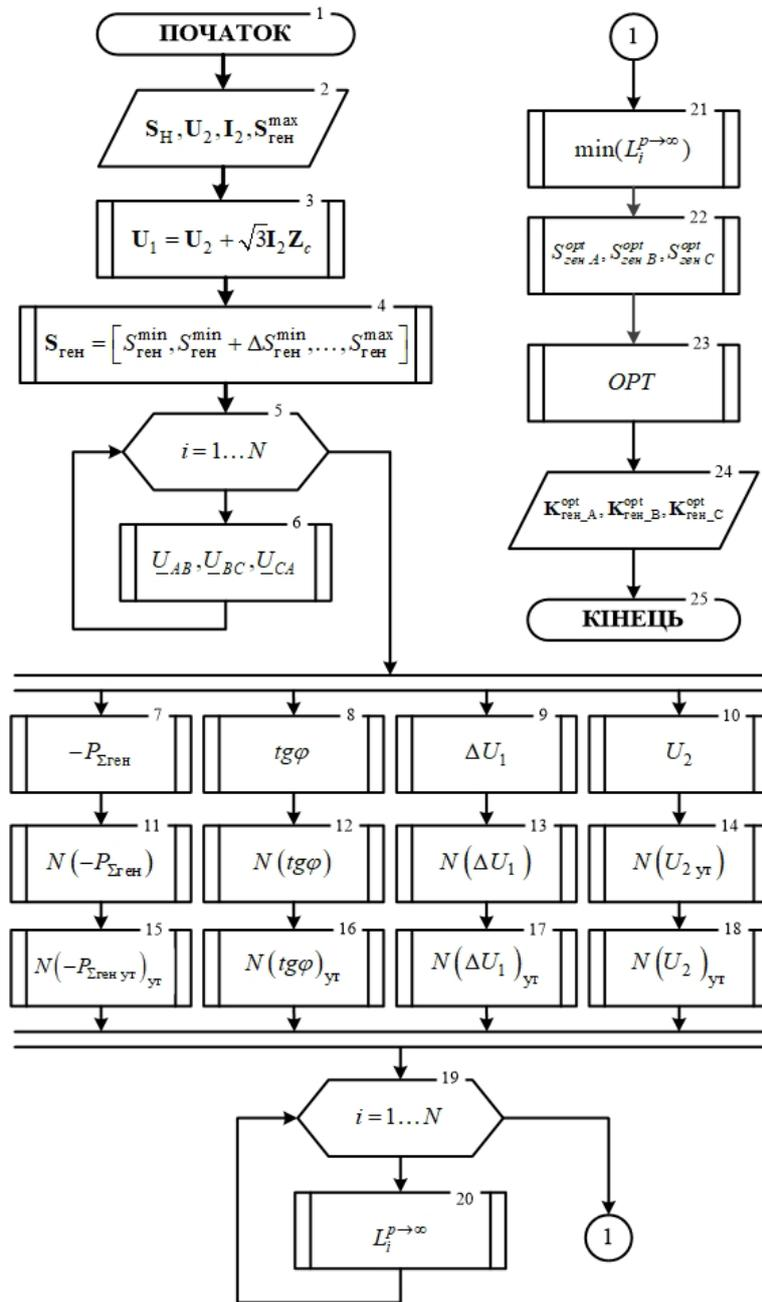 1
ПОЧАТОК
2
S_Н, U_2, I_2, S_ген^max
3
U_1 = U_2 + √3I_2Z_c
4
S_ген = [S_ген^min, S_ген^min + ΔS_ген^min, …, S_ген^max]
5
i = 1…N
6
U_AB, U_BC, U_CA
7
−P_Σген
8
tgφ
9
ΔU_1
10
U_2
11
N(−P_Σген)
12
N(tgφ)
13
N(ΔU_1)
14
N(U_2 ут)
15
N(−P_Σген ут)_ут
16
N(tgφ)_ут
17
N(ΔU_1)_ут
18
N(U_2)_ут
19
i = 1…N
20
L_i^p→∞
1
1
21
min(L_i^p→∞)
22
S_ген A^opt, S_ген B^opt, S_ген C^opt
23
OPT
24
K_ген_A^opt, K_ген_B^opt, K_ген_C^opt
25
КІНЕЦЬ